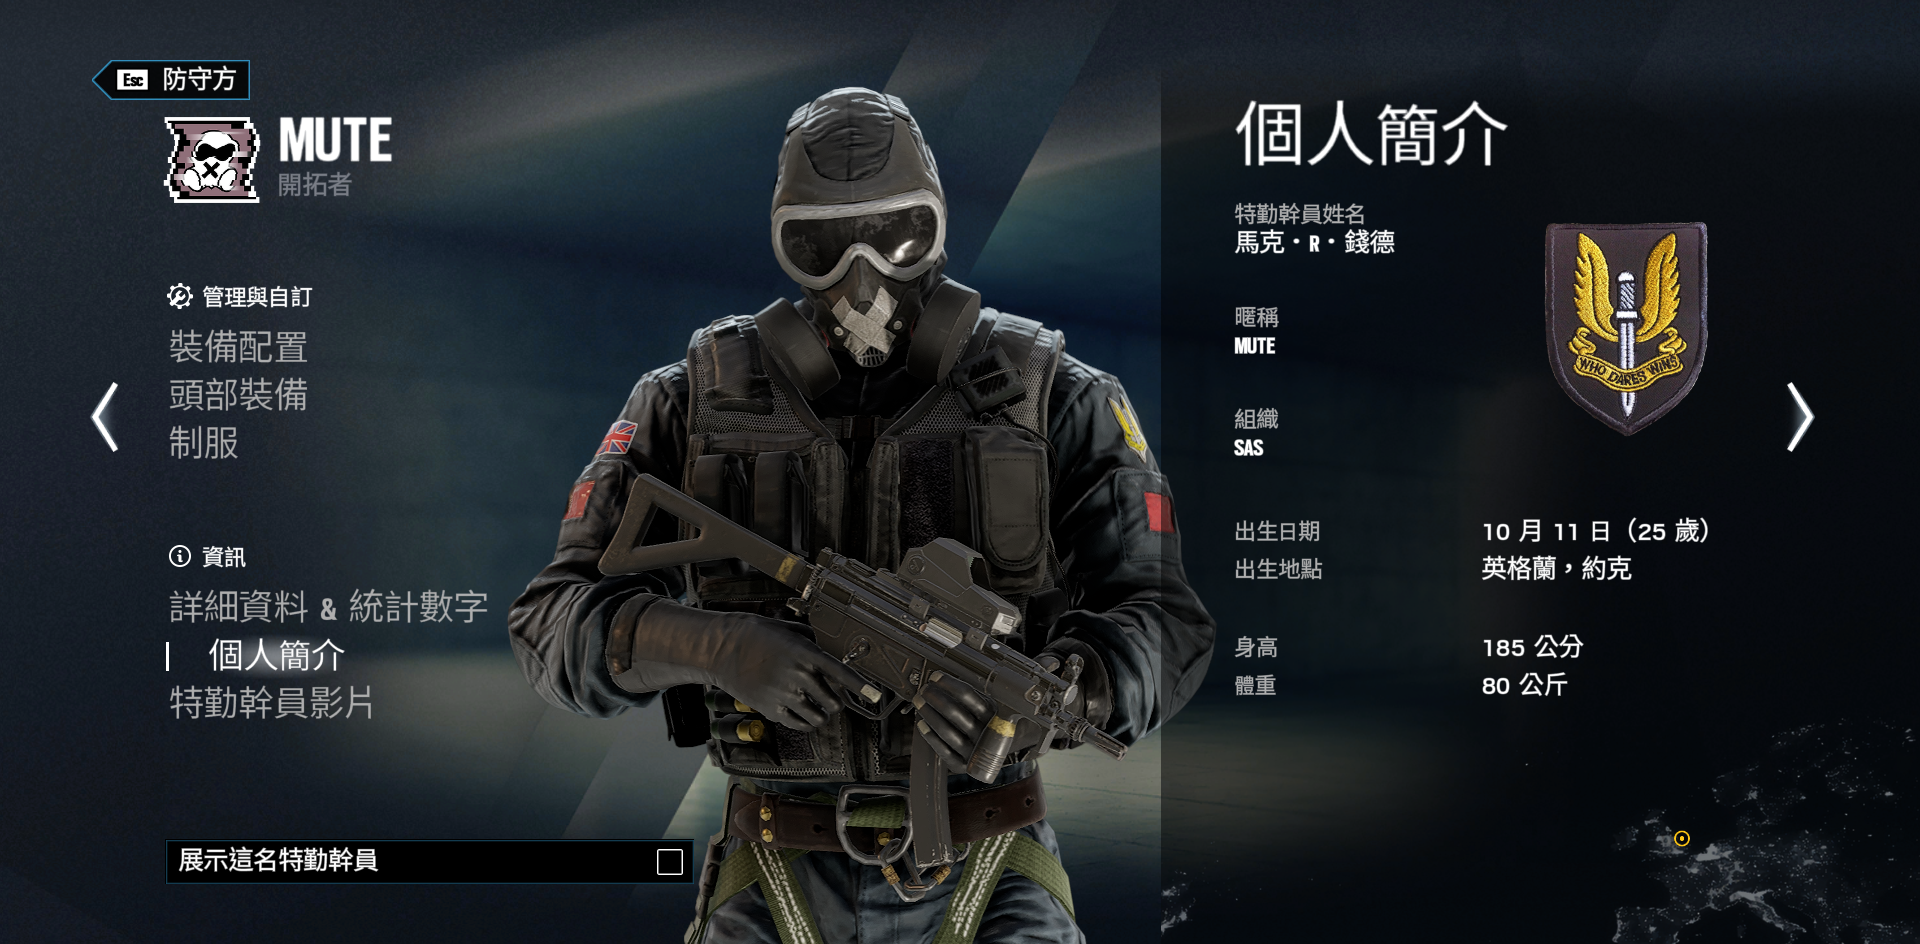 Esc 防守方
MUTE
開拓者
管理與自訂
裝備配置
頭部裝備
制服
資訊
詳細資料 & 統計數字
個人簡介
特勤幹員影片
展示這名特勤幹員
個人簡介
特勤幹員姓名
馬克・R・錢德
暱稱
MUTE
組織
SAS
WHO DARES WINS
出生日期 10 月 11 日（25 歲）
出生地點 英格蘭，約克
身高 185 公分
體重 80 公斤